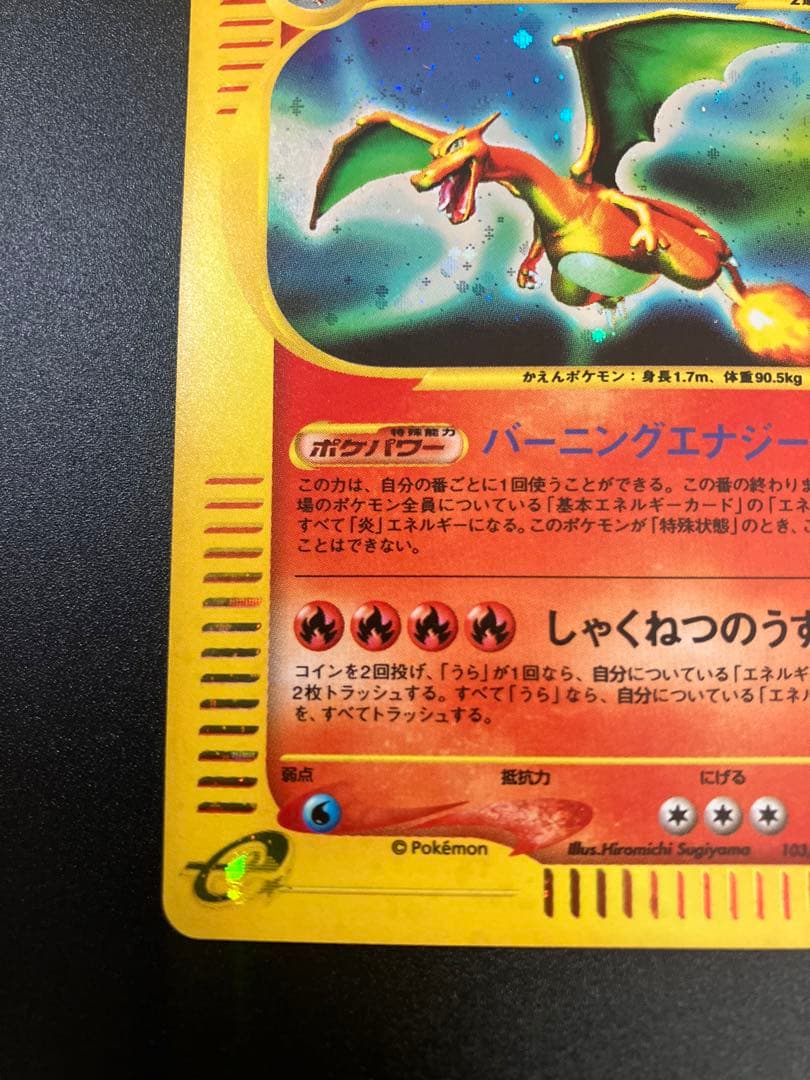 かえんポケモン：身長1.7m、体重90.5kg
特殊能力
ポケパワー バーニングエナジー
この力は、自分の番ごとに1回使うことができる。この番の終わりま
場のポケモン全員についている「基本エネルギーカード」の「エネ
すべて「炎」エネルギーになる。このポケモンが「特殊状態」のとき、
ことはできない。
しゃくねつのうず
コインを2回投げ、「うら」が1回なら、自分についている「エネルギ
2枚トラッシュする。すべて「うら」なら、自分についている「エネル
を、すべてトラッシュする。
弱点 抵抗力 にげる
© Pokémon Illus.Hiromichi Sugiyama 103
e